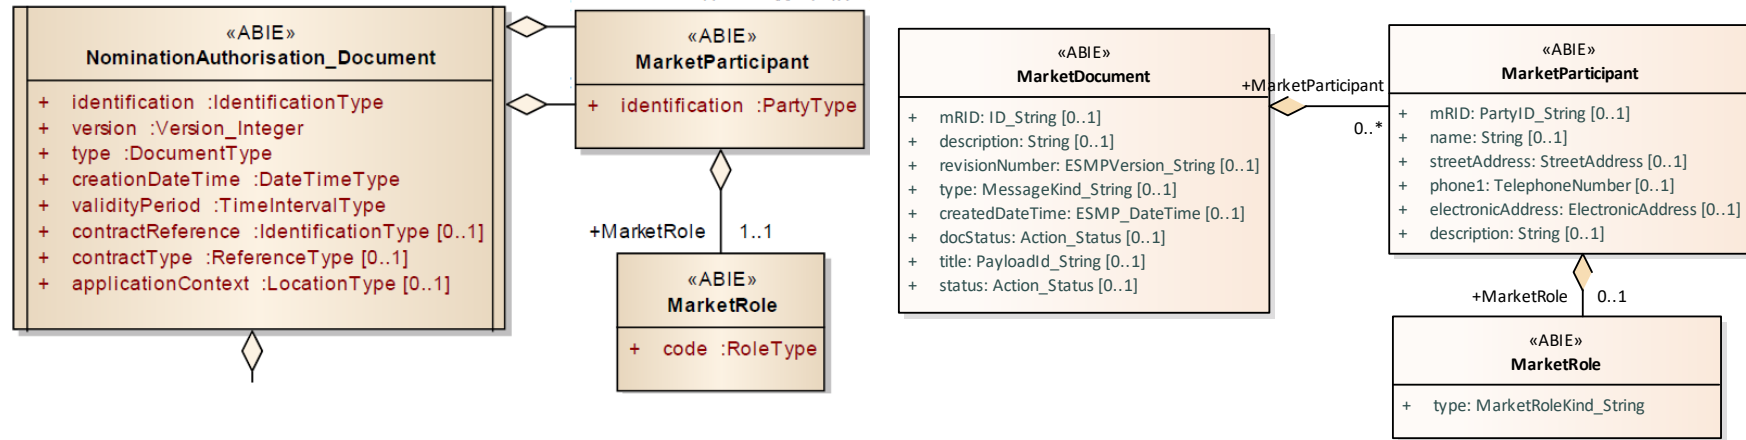 «ABIE»
NominationAuthorisation_Document
+ identification :IdentificationType
+ version :Version_Integer
+ type :DocumentType
+ creationDateTime :DateTimeType
+ validityPeriod :TimeIntervalType
+ contractReference :IdentificationType [0..1]
+ contractType :ReferenceType [0..1]
+ applicationContext :LocationType [0..1]
«ABIE»
MarketParticipant
+ identification :PartyType
+MarketRole 1..1
«ABIE»
MarketRole
+ code :RoleType
«ABIE»
MarketDocument
+ mRID: ID_String [0..1]
+ description: String [0..1]
+ revisionNumber: ESMPVersion_String [0..1]
+ type: MessageKind_String [0..1]
+ createdDateTime: ESMP_DateTime [0..1]
+ docStatus: Action_Status [0..1]
+ title: PayloadId_String [0..1]
+ status: Action_Status [0..1]
+MarketParticipant
0..*
«ABIE»
MarketParticipant
+ mRID: PartyID_String [0..1]
+ name: String [0..1]
+ streetAddress: StreetAddress [0..1]
+ phone1: TelephoneNumber [0..1]
+ electronicAddress: ElectronicAddress [0..1]
+ description: String [0..1]
+MarketRole 0..1
«ABIE»
MarketRole
+ type: MarketRoleKind_String